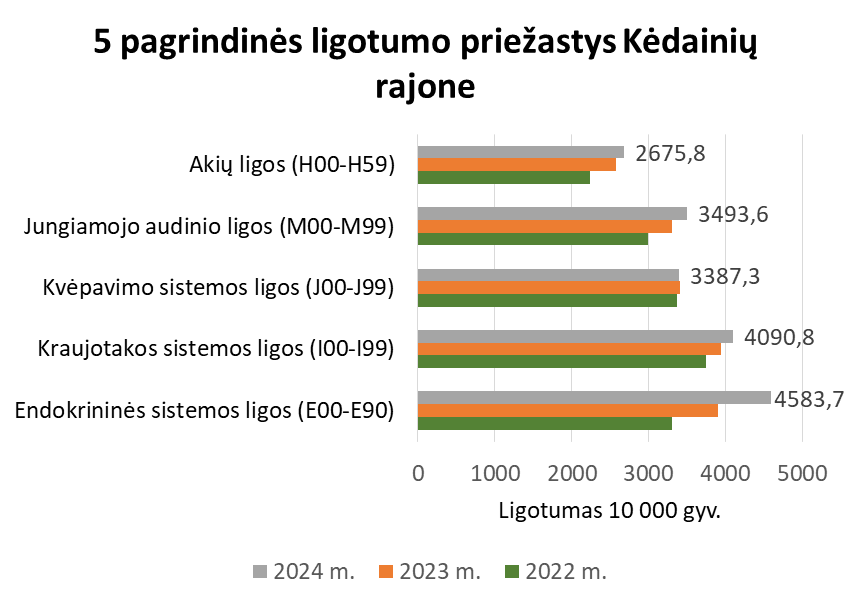 5 pagrindinės ligotumo priežastys Kėdainių
rajone
Akių ligos (H00-H59)
2675,8
Jungiamojo audinio ligos (M00-M99)
3493,6
Kvėpavimo sistemos ligos (J00-J99)
3387,3
Kraujotakos sistemos ligos (I00-I99)
4090,8
Endokrininės sistemos ligos (E00-E90)
4583,7
0 1000 2000 3000 4000 5000
Ligotumas 10 000 gyv.
2024 m. 2023 m. 2022 m.